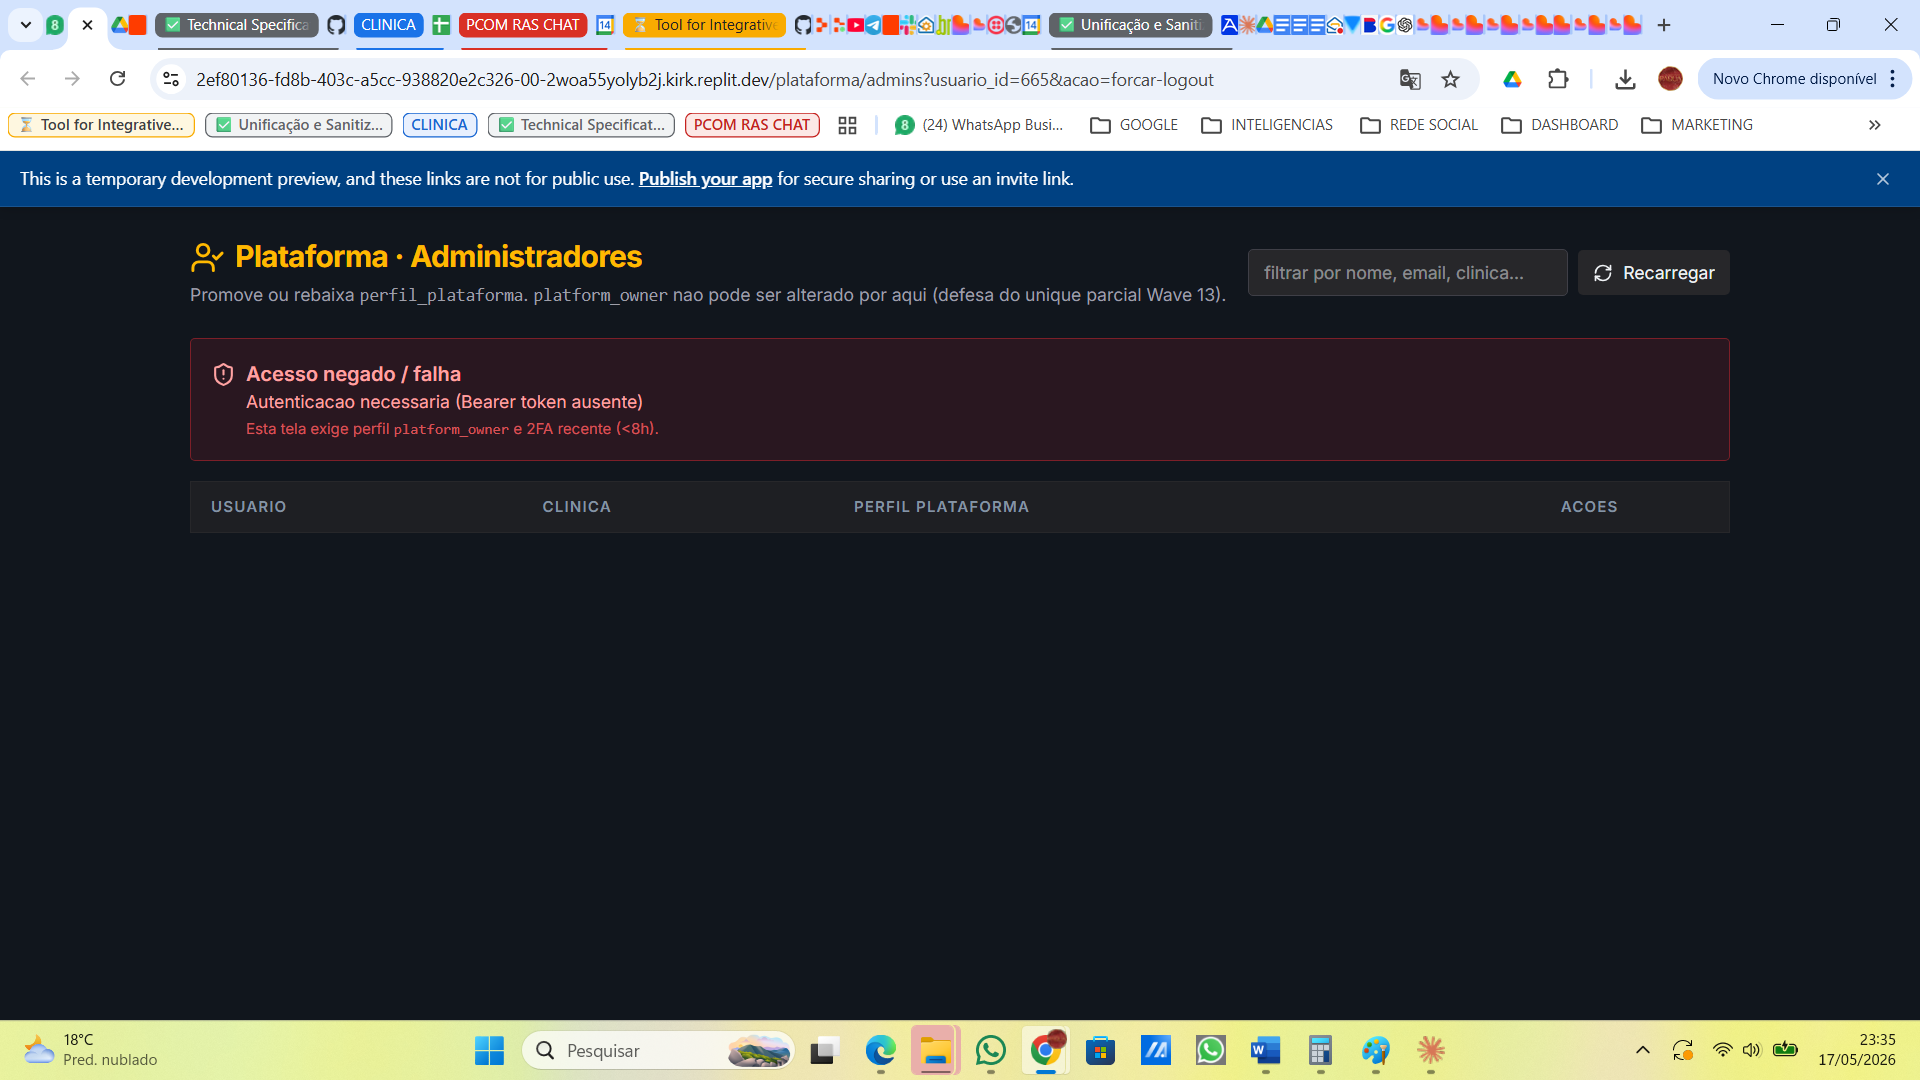 8
Technical Specifica
CLINICA
PCOM RAS CHAT
14
Tool for Integrative
14
Unificação e Saniti
2ef80136-fd8b-403c-a5cc-938820e2c326-00-2woa55yolyb2j.kirk.replit.dev/plataforma/admins?usuario_id=665&acao=forcar-logout
Novo Chrome disponível
Tool for Integrative...
Unificação e Sanitiz...
CLINICA
Technical Specificat...
PCOM RAS CHAT
8 (24) WhatsApp Busi...
GOOGLE
INTELIGENCIAS
REDE SOCIAL
DASHBOARD
MARKETING
This is a temporary development preview, and these links are not for public use. Publish your app for secure sharing or use an invite link.
Plataforma · Administradores
filtrar por nome, email, clinica...
Recarregar
Promove ou rebaixa perfil_plataforma. platform_owner nao pode ser alterado por aqui (defesa do unique parcial Wave 13).
Acesso negado / falha
Autenticacao necessaria (Bearer token ausente)
Esta tela exige perfil platform_owner e 2FA recente (<8h).
USUARIO CLINICA PERFIL PLATAFORMA ACOES
18°C
Pred. nublado
Pesquisar
23:35
17/05/2026